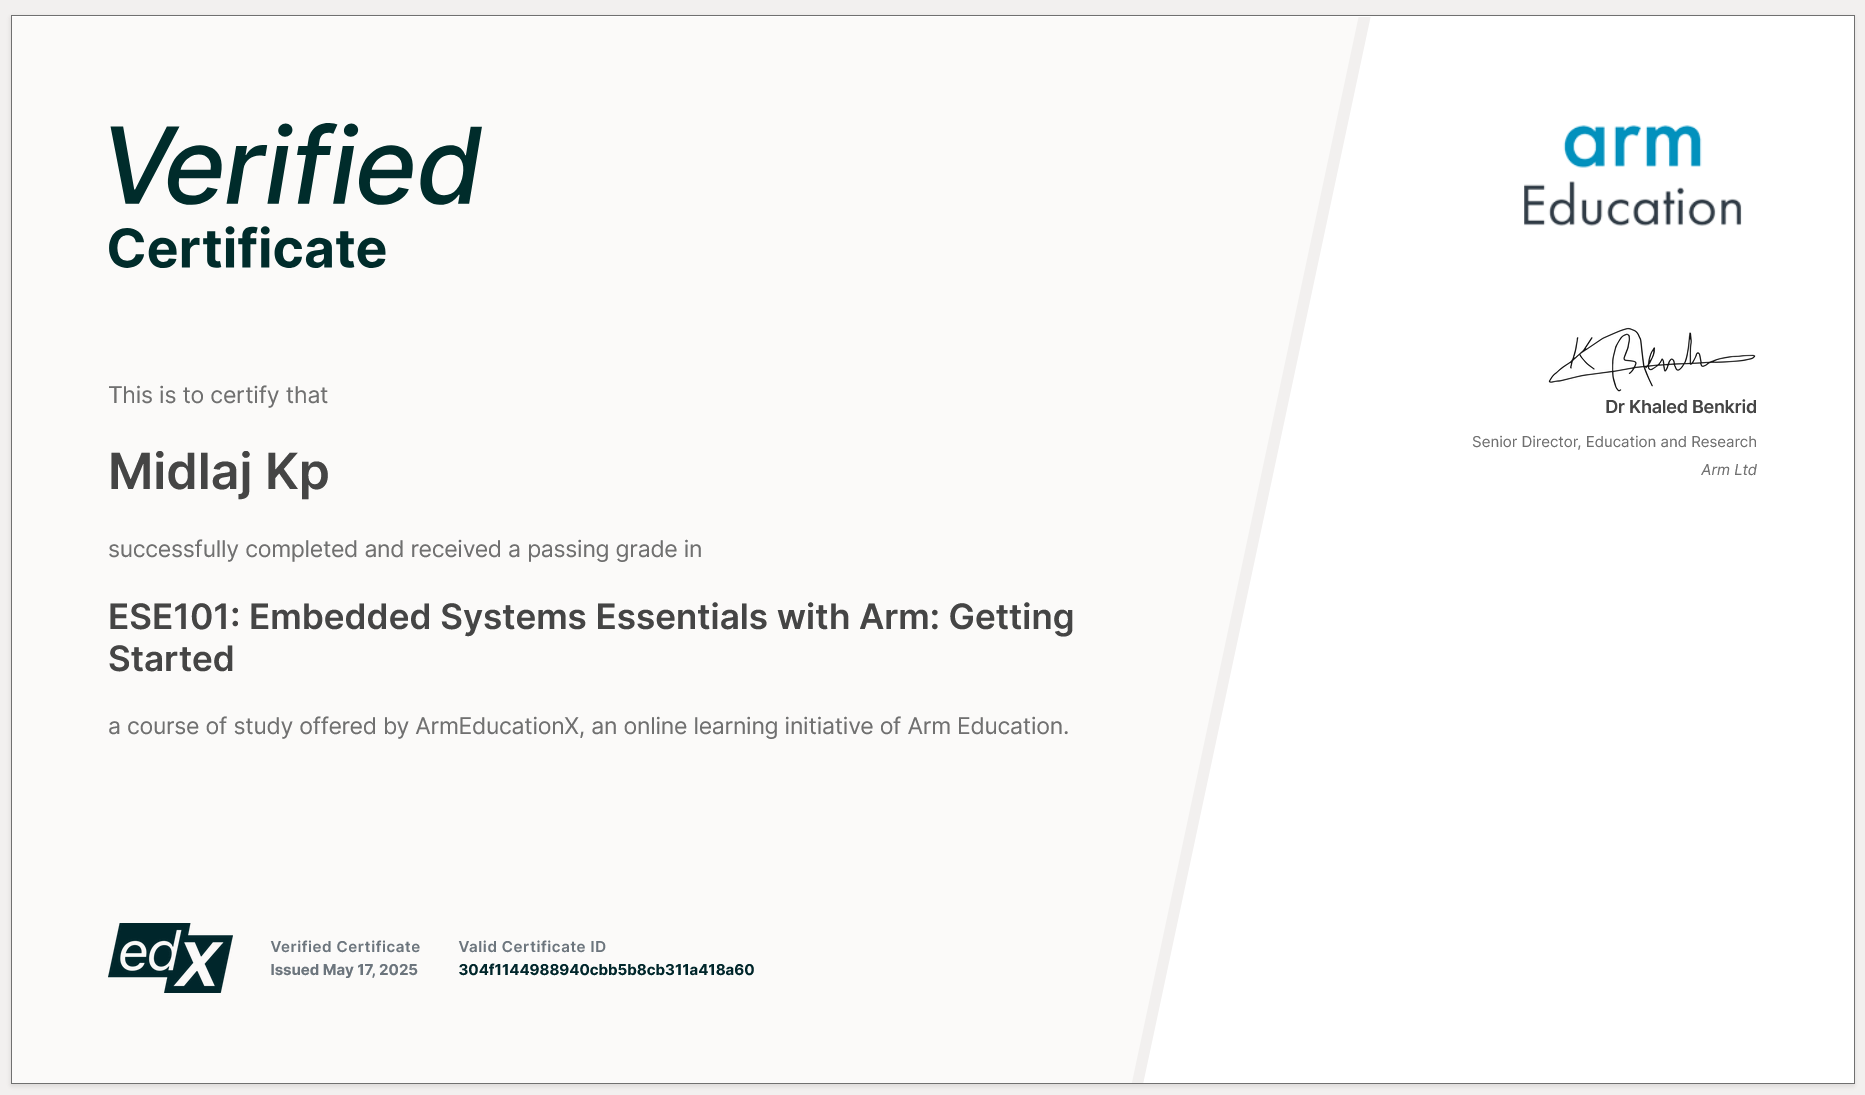 Verified
Certificate
This is to certify that
Midlaj Kp
successfully completed and received a passing grade in
ESE101: Embedded Systems Essentials with Arm: Getting
Started
a course of study offered by ArmEducationX, an online learning initiative of Arm Education.
edX
Verified Certificate
Issued May 17, 2025
Valid Certificate ID
304f1144988940cbb5b8cb311a418a60
arm
Education
K Benk
Dr Khaled Benkrid
Senior Director, Education and Research
Arm Ltd